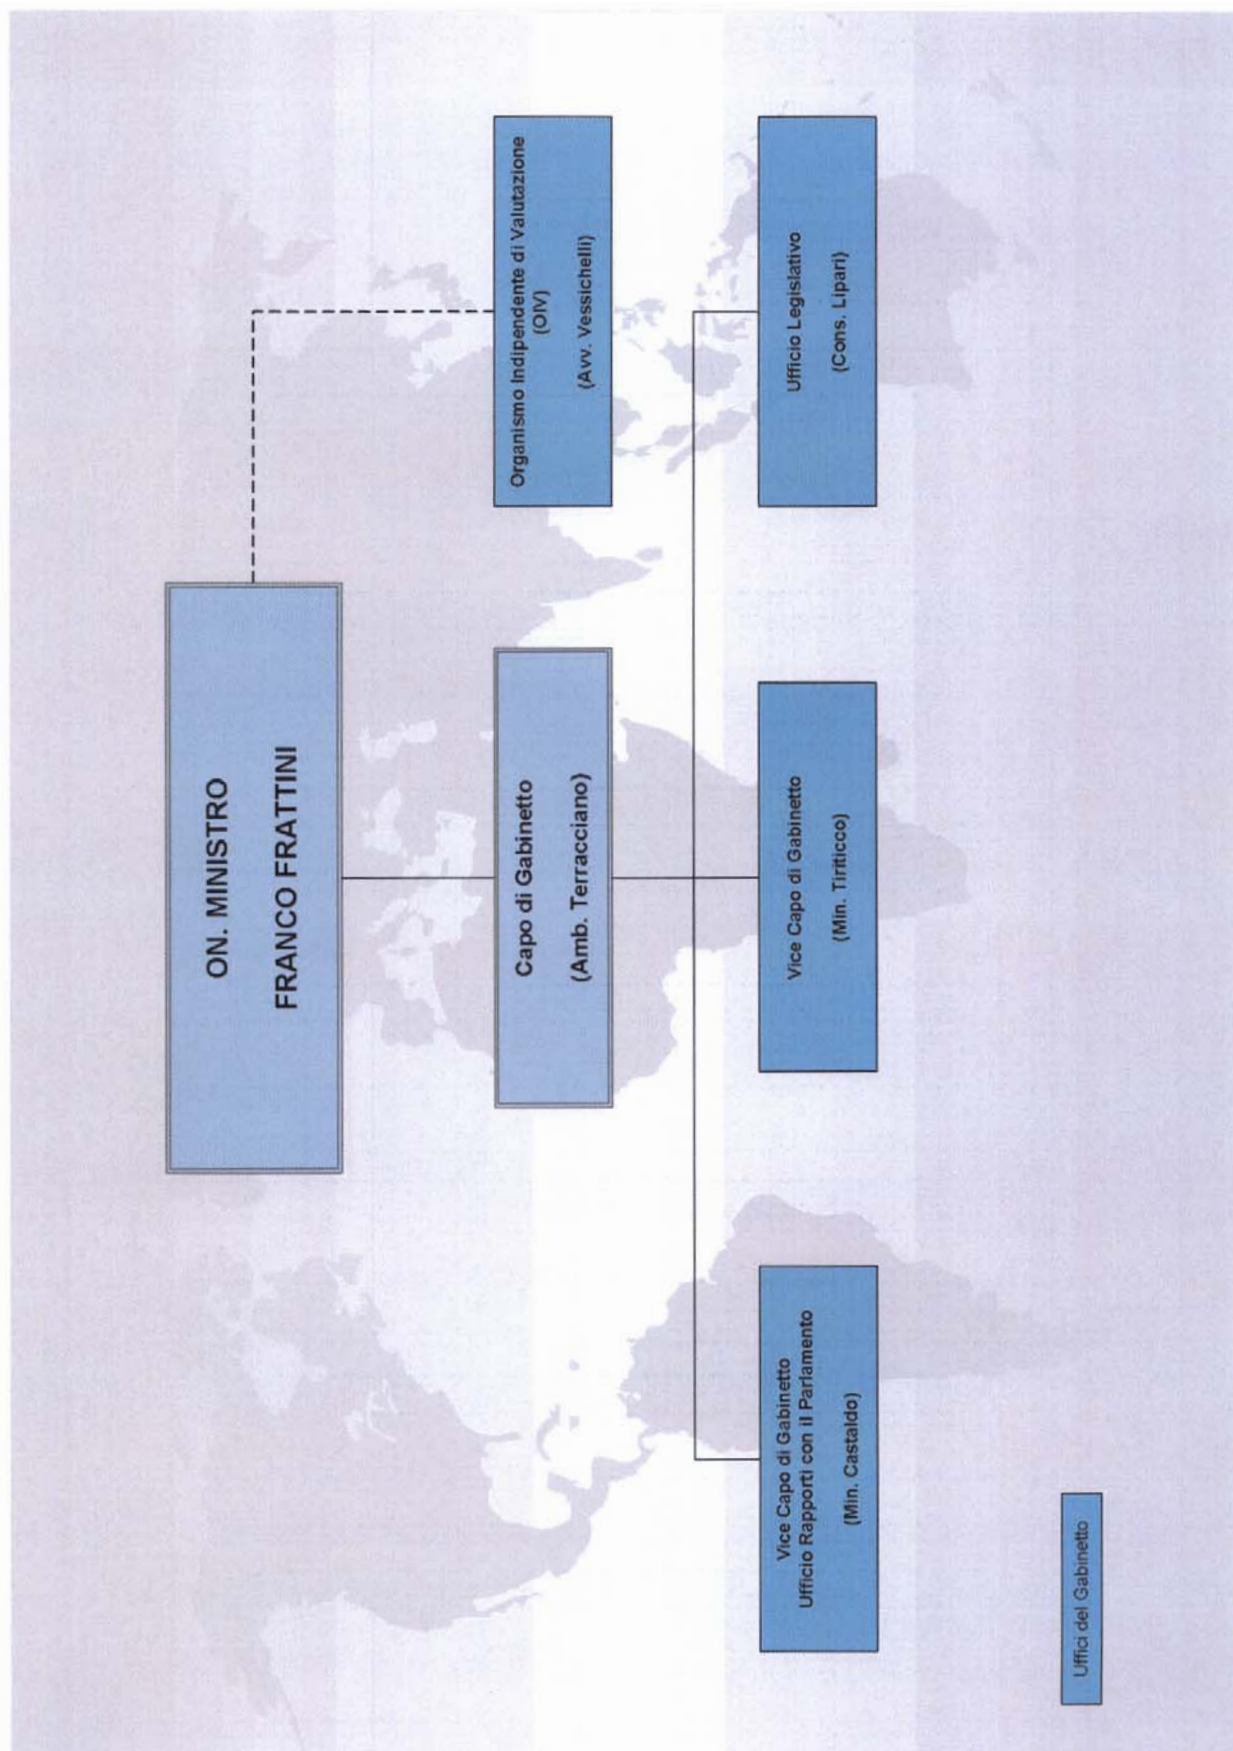 ON. MINISTRO
FRANCO FRATTINI
Capo di Gabinetto
(Amb. Terracciano)
Organismo Indipendente di Valutazione
(OIV)
(Avv. Vessichelli)
Vice Capo di Gabinetto
Ufficio Rapporti con il Parlamento
(Min. Castaldo)
Vice Capo di Gabinetto
(Min. Tiriticco)
Ufficio Legislativo
(Cons. Lipari)
Uffici del Gabinetto